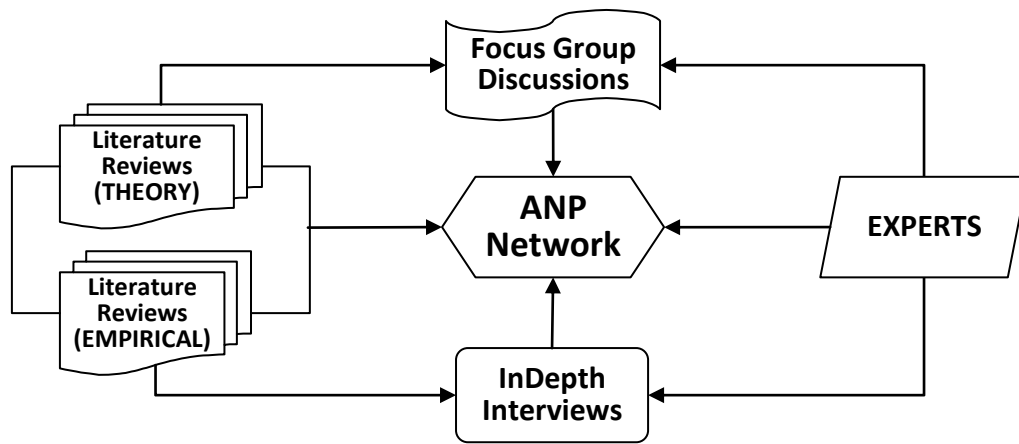 Focus Group
Discussions
Literature
Reviews
(THEORY)
ANP
Network
EXPERTS
Literature
Reviews
(EMPIRICAL)
InDepth
Interviews